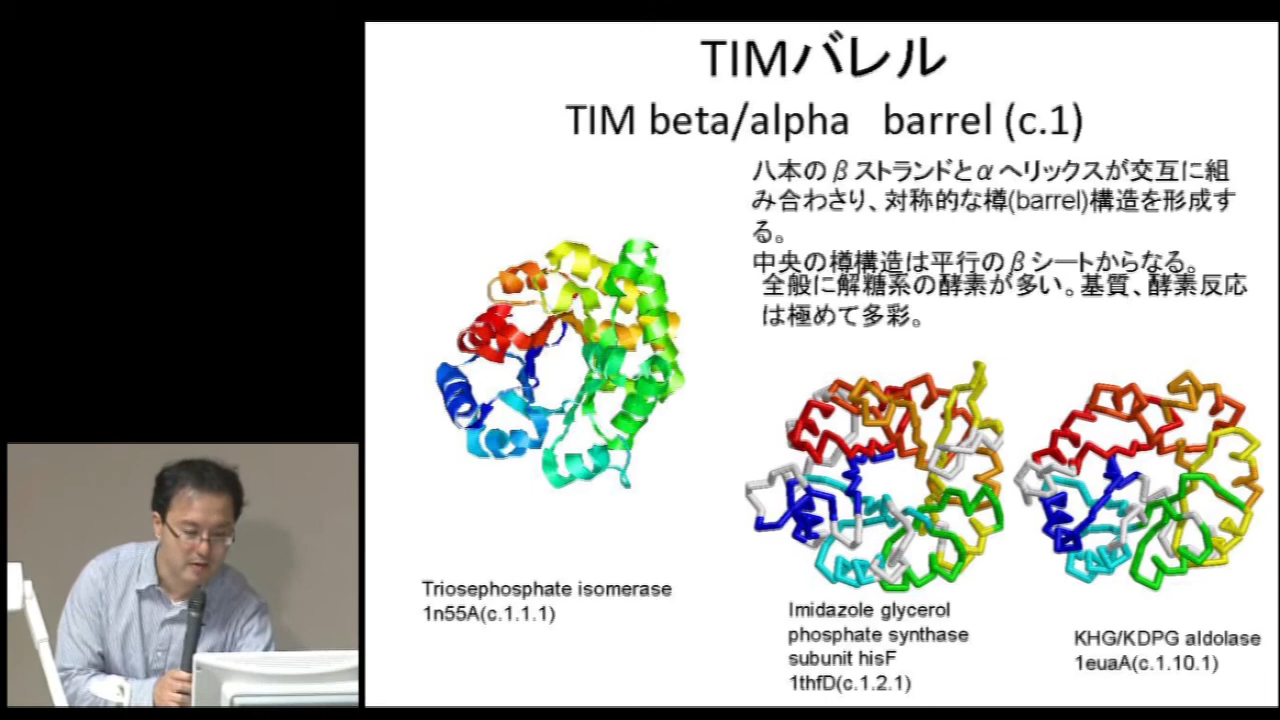 TIMバレル
TIM beta/alpha barrel (c.1)
八本のβストランドとαヘリックスが交互に組
み合わさり、対称的な樽(barrel)構造を形成す
る。
中央の樽構造は平行のβシートからなる。
全般に解糖系の酵素が多い。基質、酵素反応
は極めて多彩。
Triosephosphate isomerase
1n55A(c.1.1.1)
Imidazole glycerol
phosphate synthase
subunit hisF
1thfD(c.1.2.1)
KHG/KDPG aldolase
1euaA(c.1.10.1)